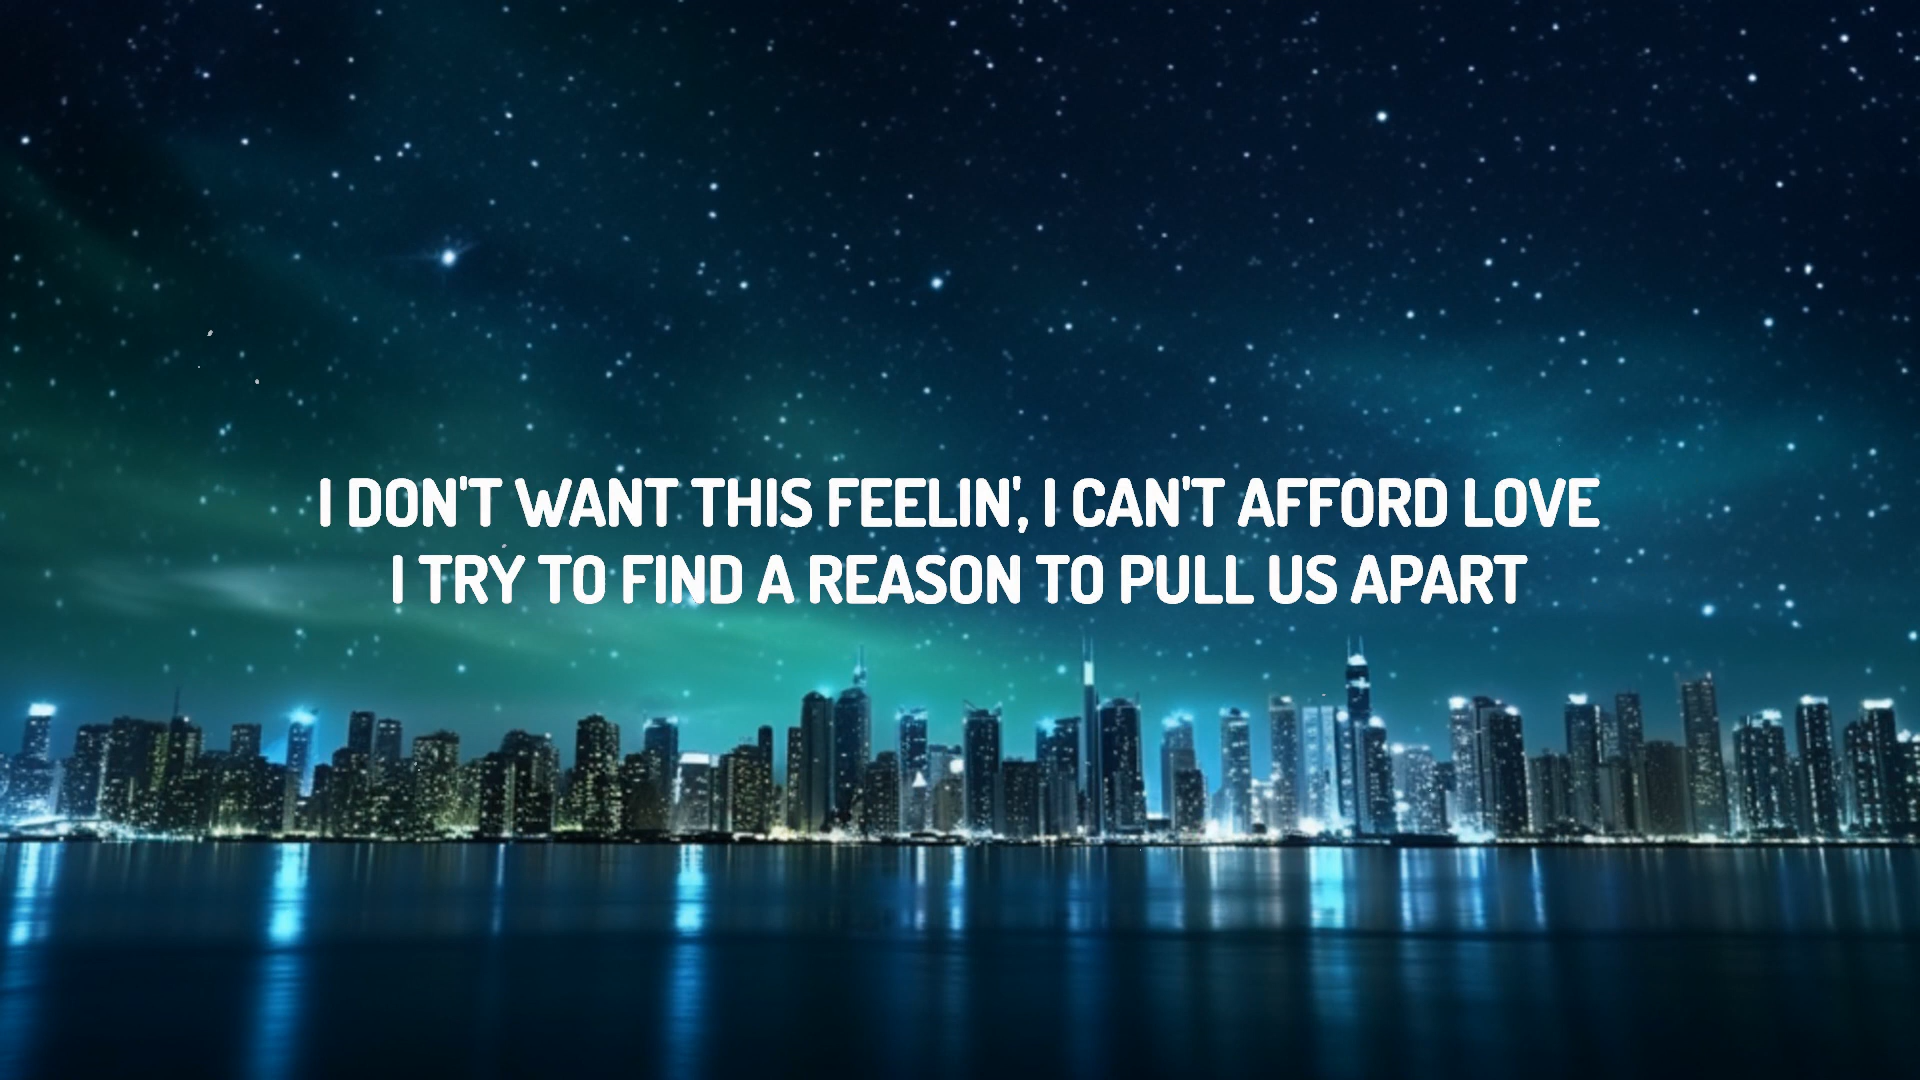 I DON'T WANT THIS FEELIN', I CAN'T AFFORD LOVE
I TRY TO FIND A REASON TO PULL US APART